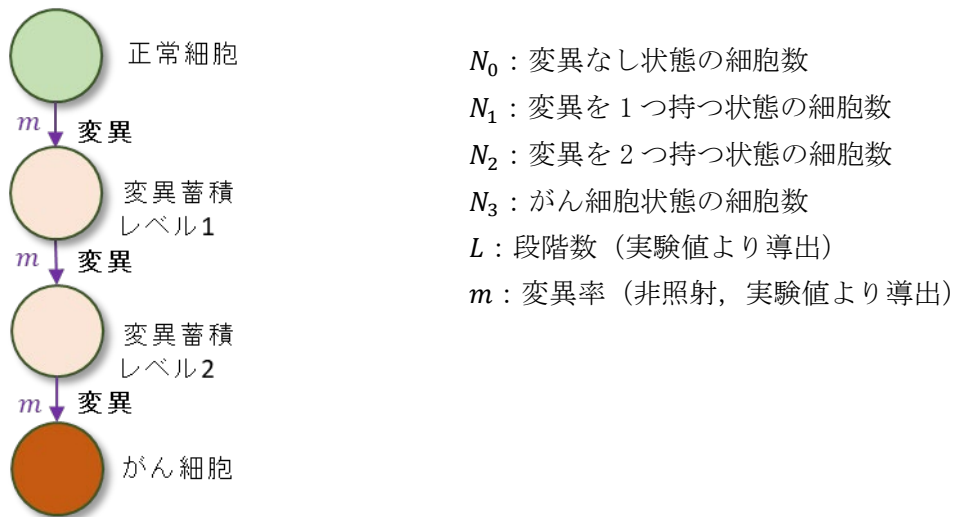 正常細胞
m 変異
変異蓄積
レベル1
m 変異
変異蓄積
レベル2
m 変異
がん細胞
N₀：変異なし状態の細胞数
N₁：変異を1つ持つ状態の細胞数
N₂：変異を2つ持つ状態の細胞数
N₃：がん細胞状態の細胞数
L：段階数（実験値より導出）
m：変異率（非照射，実験値より導出）